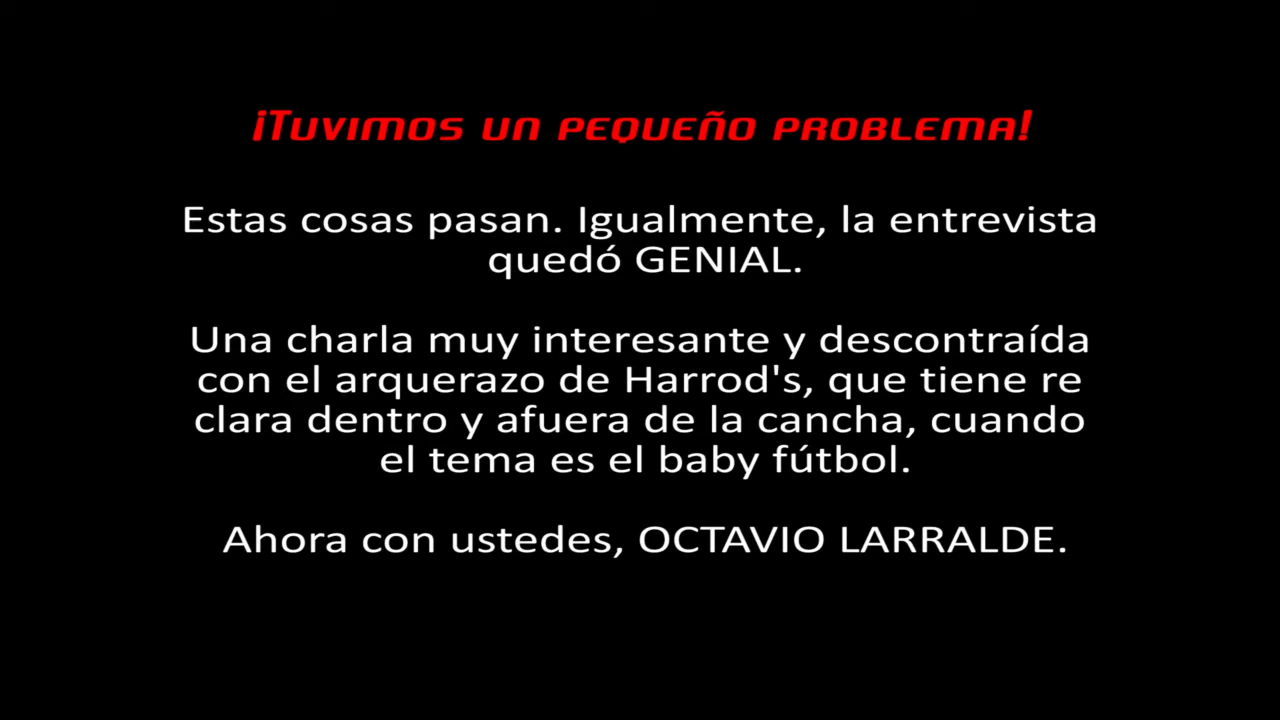 ¡Tuvimos un pequeño problema!
Estas cosas pasan. Igualmente, la entrevista
quedó GENIAL.
Una charla muy interesante y descontraída
con el arquerazo de Harrod's, que tiene re
clara dentro y afuera de la cancha, cuando
el tema es el baby fútbol.
Ahora con ustedes, OCTAVIO LARRALDE.